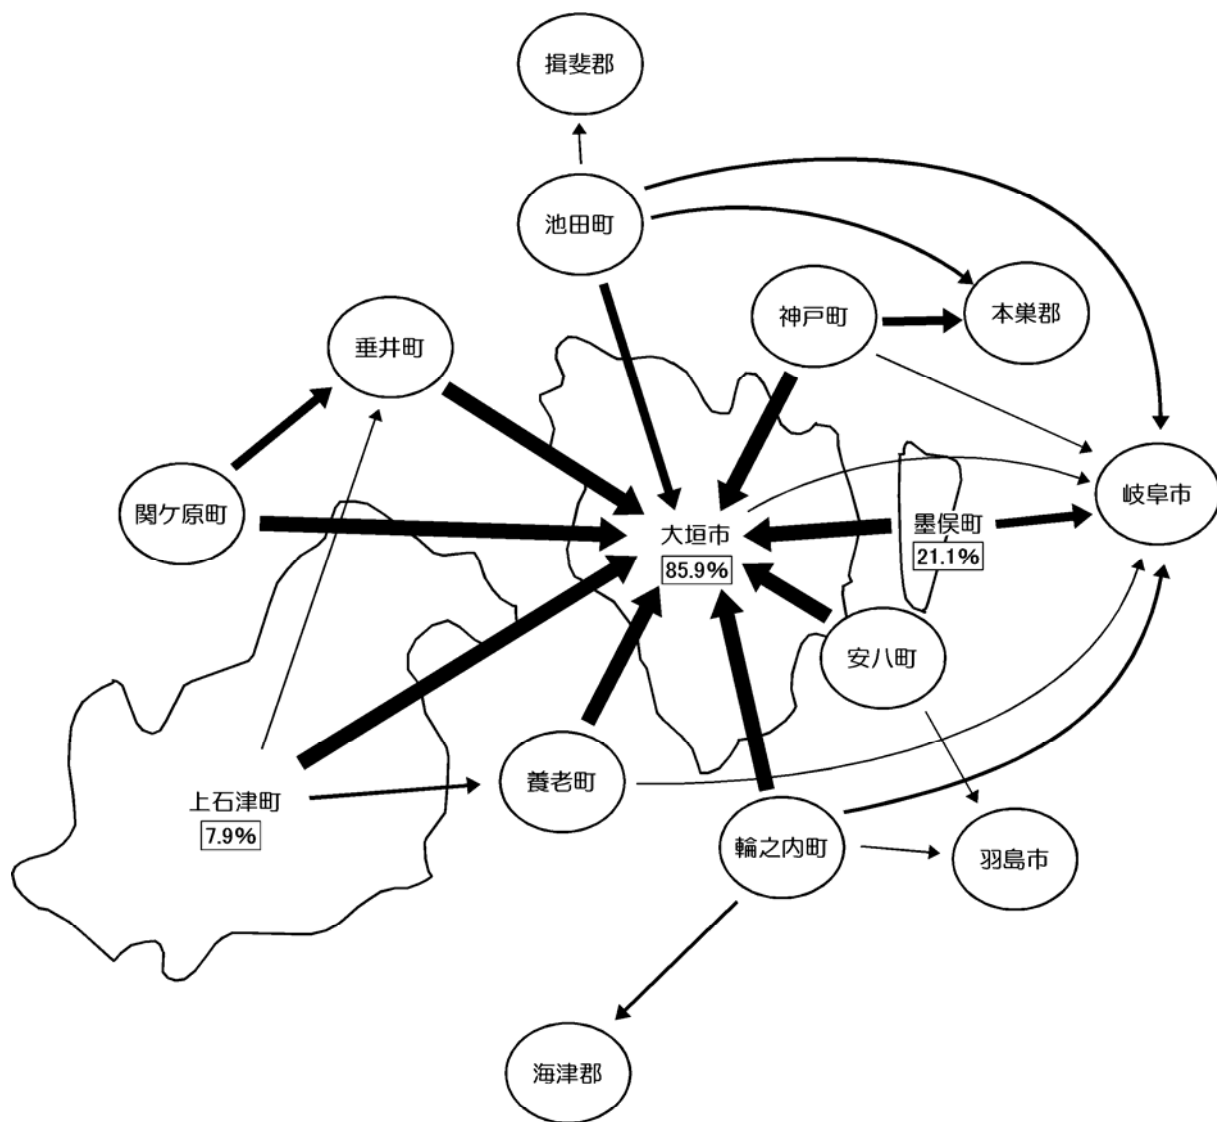 揖斐郡
池田町
神戸町
本巣郡
垂井町
関ケ原町
岐阜市
大垣市
85.9%
墨俣町
21.1%
安八町
養老町
上石津町
7.9%
輪之内町
羽島市
海津郡